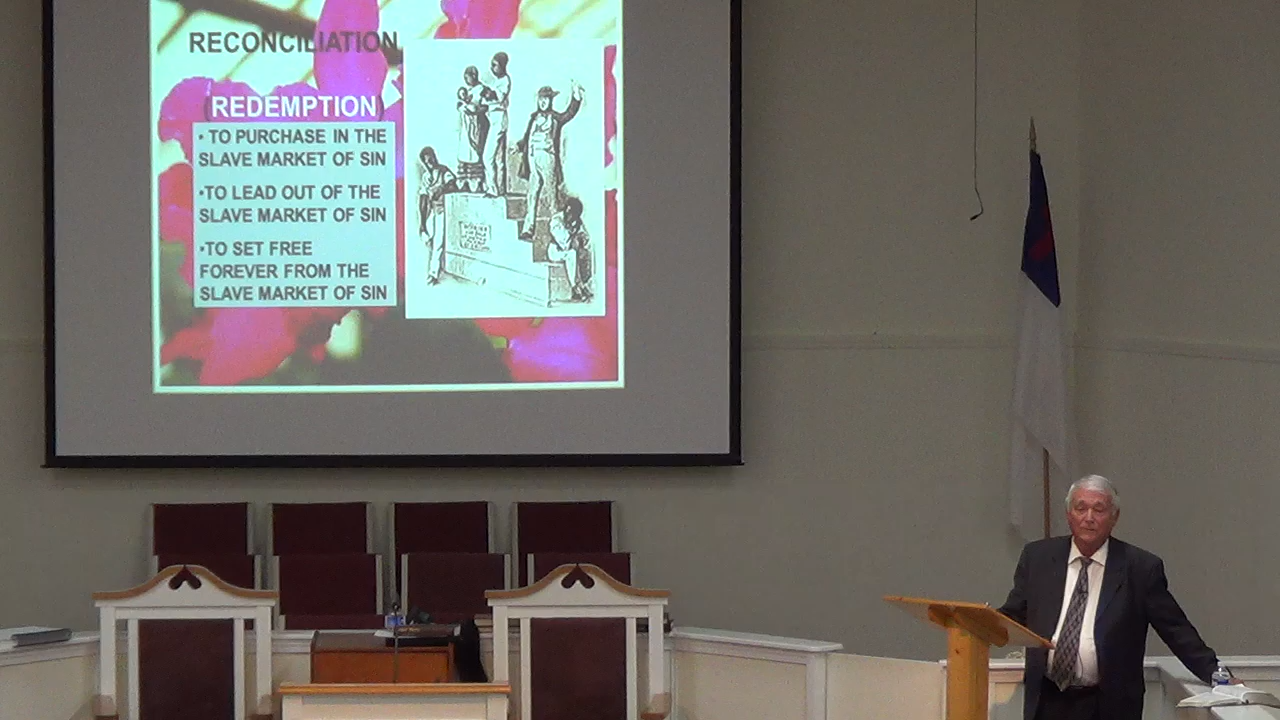 RECONCILIATION
(REDEMPTION)
• TO PURCHASE IN THE
SLAVE MARKET OF SIN
•TO LEAD OUT OF THE
SLAVE MARKET OF SIN
•TO SET FREE
FOREVER FROM THE
SLAVE MARKET OF SIN